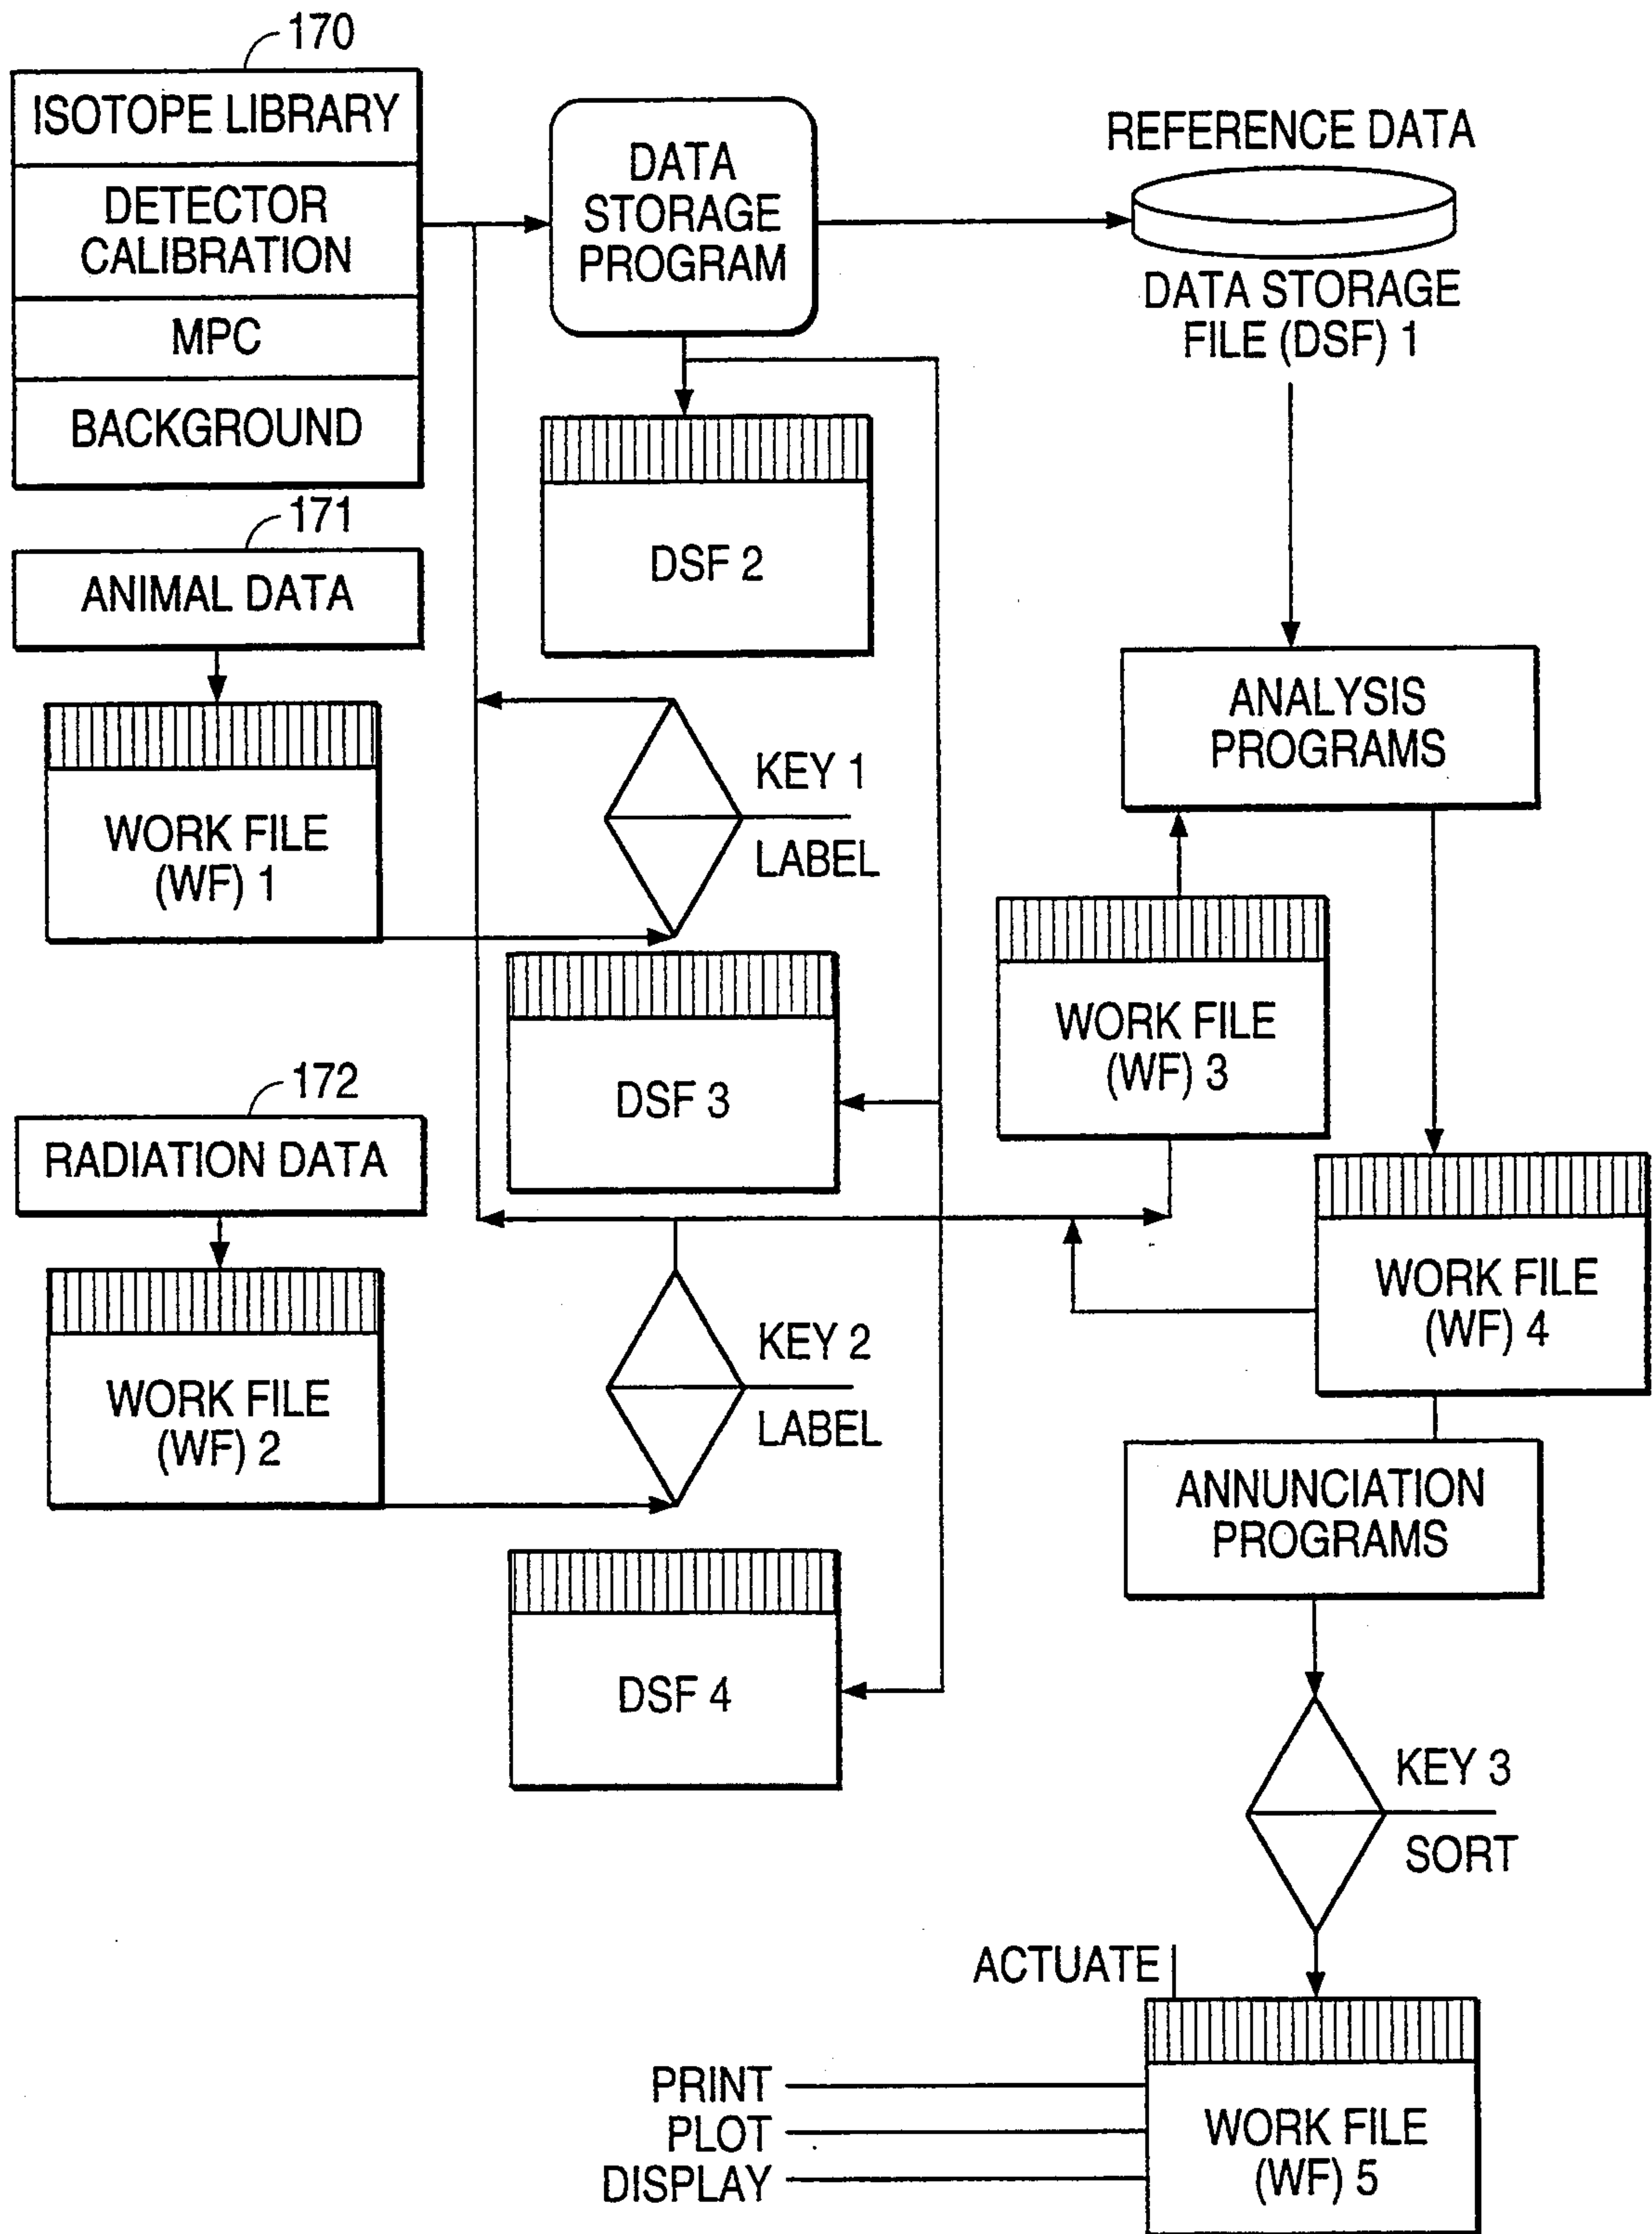 170
ISOTOPE LIBRARY
DETECTOR
CALIBRATION
MPC
BACKGROUND
DATA
STORAGE
PROGRAM
REFERENCE DATA
DATA STORAGE
FILE (DSF) 1
171
ANIMAL DATA
WORK FILE
(WF) 1
DSF 2
KEY 1
LABEL
ANALYSIS
PROGRAMS
DSF 3
WORK FILE
(WF) 3
172
RADIATION DATA
WORK FILE
(WF) 2
KEY 2
LABEL
WORK FILE
(WF) 4
ANNUNCIATION
PROGRAMS
DSF 4
KEY 3
SORT
ACTUATE
PRINT
PLOT
DISPLAY
WORK FILE
(WF) 5